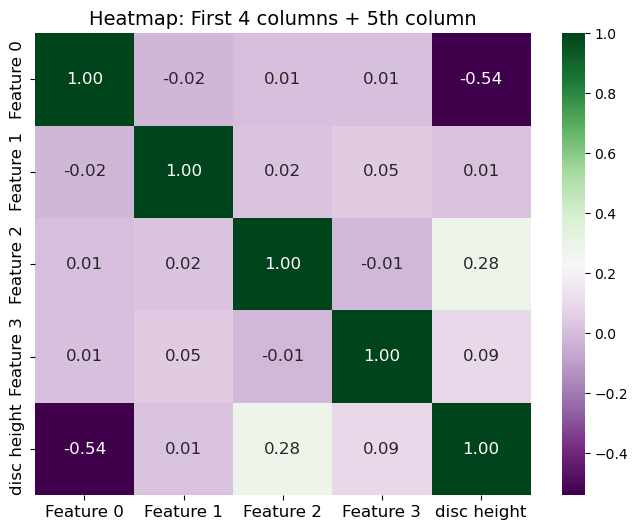 Heatmap: First 4 columns + 5th column
Feature 0 1.00 -0.02 0.01 0.01 -0.54
Feature 1 -0.02 1.00 0.02 0.05 0.01
Feature 2 0.01 0.02 1.00 -0.01 0.28
Feature 3 0.01 0.05 -0.01 1.00 0.09
disc height -0.54 0.01 0.28 0.09 1.00
Feature 0 Feature 1 Feature 2 Feature 3 disc height
1.0
0.8
0.6
0.4
0.2
0.0
−0.2
−0.4